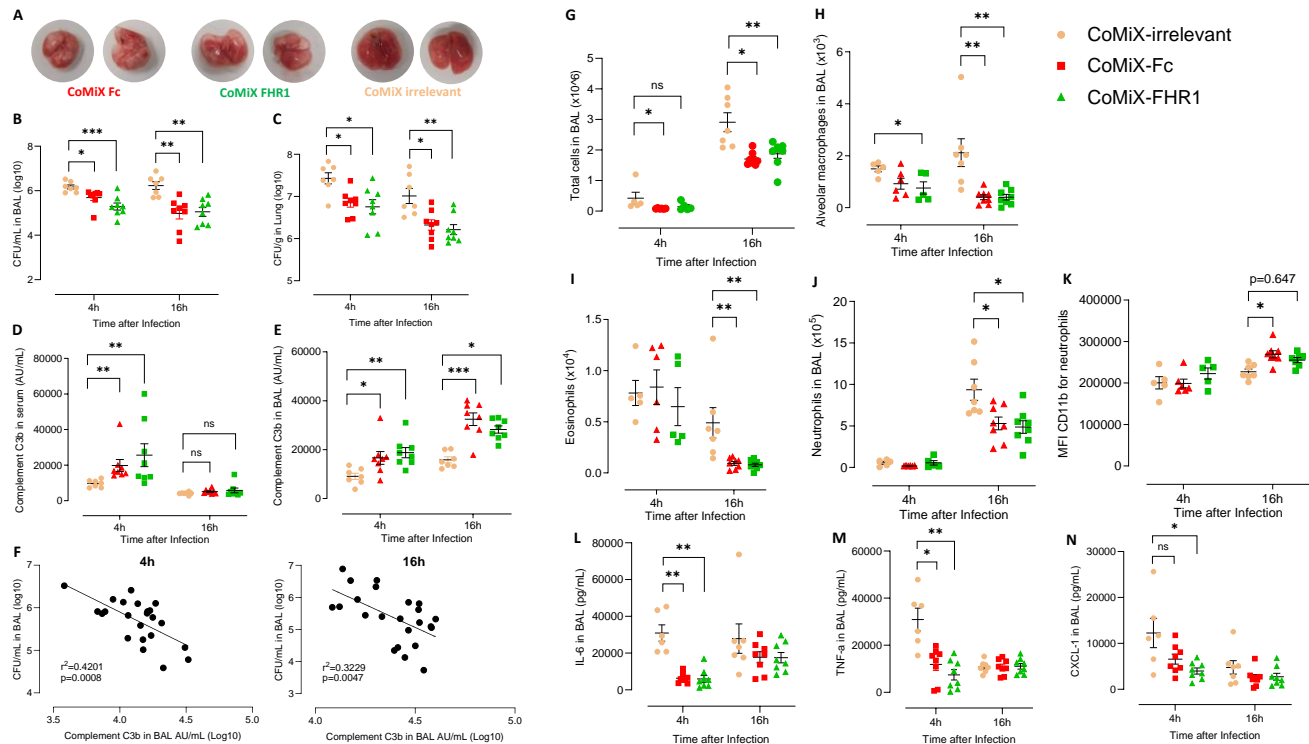 A
CoMiX Fc
CoMiX FHR1
CoMiX irrelevant
B
CFU/mL in BAL (log10)
6
4
2
***
*
**
**
4h
16h
Time after Infection
C
CFU/g in Lung (log10)
9
8
7
6
5
*
*
**
*
4h
16h
Time after Infection
D
Complement C3b in serum (AU/mL)
80000
60000
40000
20000
0
**
**
ns
ns
4h
16h
Time after Infection
E
Complement C3b in BAL (AU/mL)
60000
40000
20000
0
**
*
*
***
4h
16h
Time after Infection
F
4h
CFU/mL in BAL (log10)
7
6
5
4
r²=0.4201
p=0.0008
3.5
4.0
4.5
5.0
Complement C3b in BAL AU/mL (Log10)
16h
CFU/mL in BAL (log10)
7
6
5
4
3
r²=0.3229
p=0.0047
4.0
4.5
5.0
Complement C3b in BAL AU/mL (Log10)
G
Total cells in BAL (x10^6)
5
4
3
2
1
0
ns
*
**
*
4h
16h
Time after Infection
H
Alveolar macrophages in BAL (x10³)
6
4
2
0
*
**
**
4h
16h
Time after Infection
CoMiX-irrelevant
CoMiX-Fc
CoMiX-FHR1
I
Eosinophils (x10⁴)
1.5
1.0
0.5
0.0
**
**
4h
16h
Time after Infection
J
Neutrophils in BAL (x10⁵)
20
15
10
5
0
*
*
4h
16h
Time after Infection
K
MFI CD11b for neutrophils
400000
300000
200000
100000
0
p=0.647
*
4h
16h
Time after Infection
L
IL-6 in BAL (pg/mL)
80000
60000
40000
20000
0
**
**
4h
16h
Time after Infection
M
TNF-a in BAL (pg/mL)
50000
40000
30000
20000
10000
0
**
*
4h
16h
Time after Infection
N
CXCL-1 in BAL (pg/mL)
30000
20000
10000
0
*
ns
4h
16h
Time after Infection